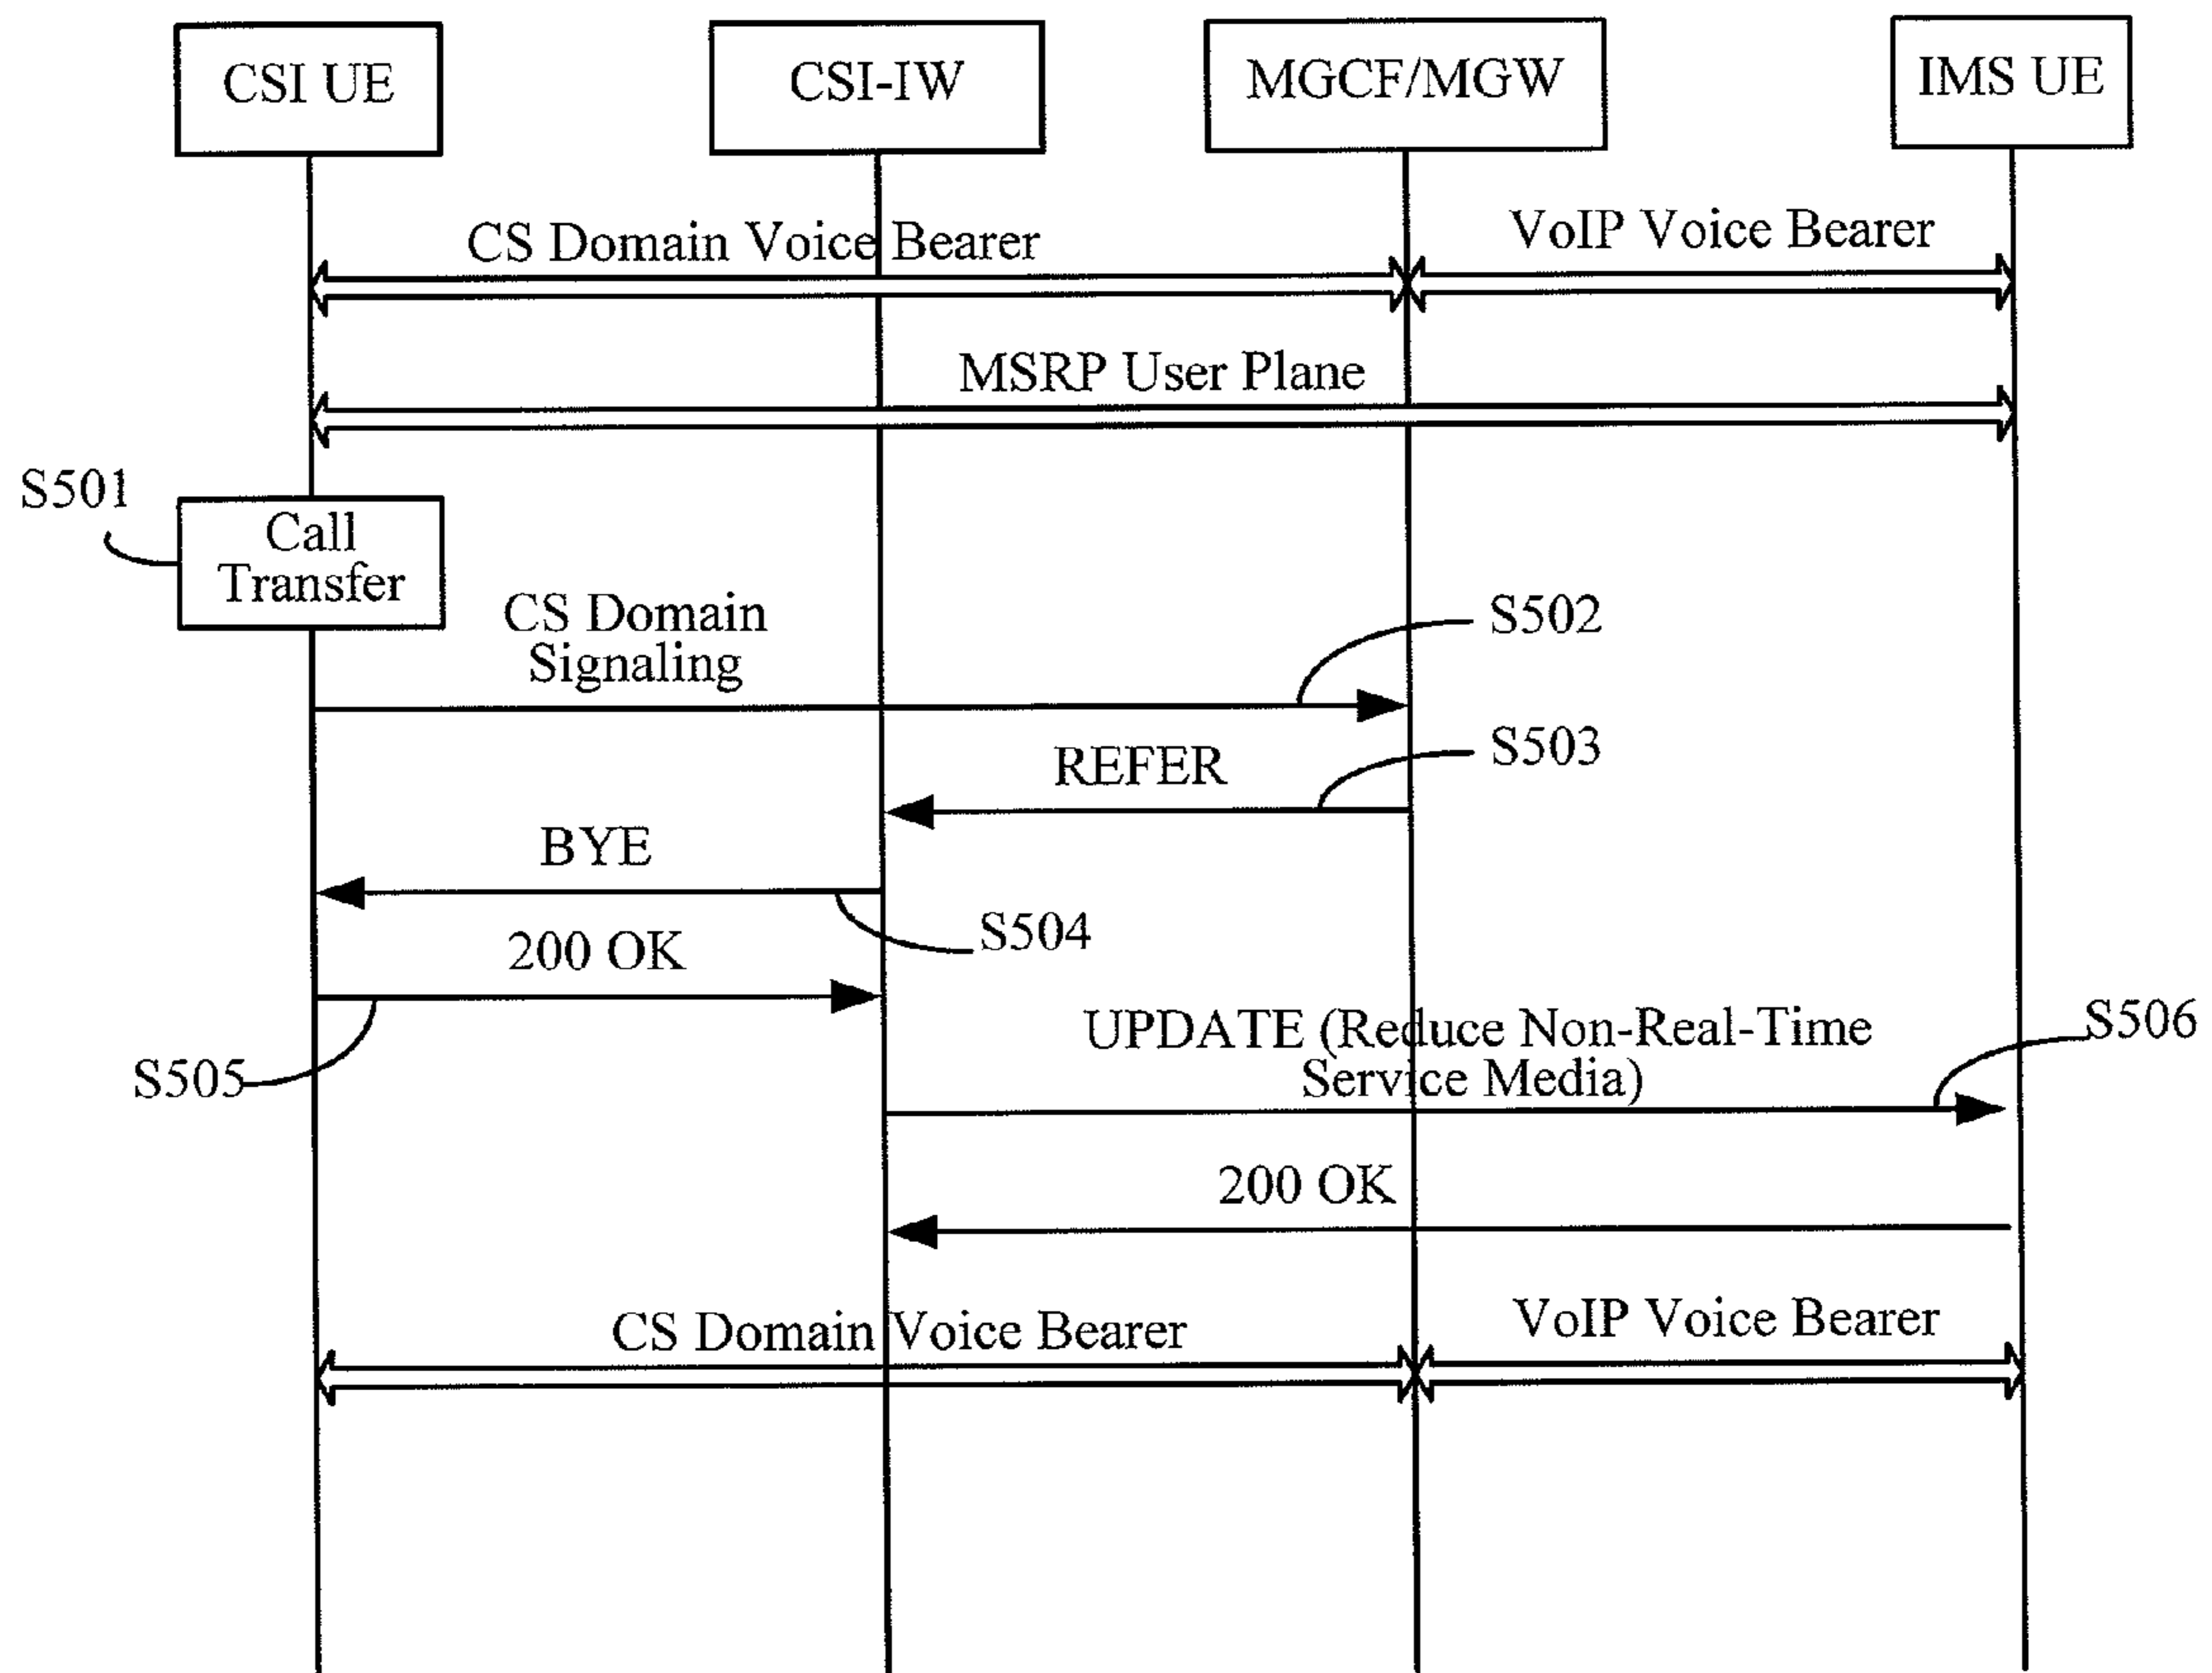 CSI UE
CSI-IW
MGCF/MGW
IMS UE
CS Domain Voice Bearer
VoIP Voice Bearer
MSRP User Plane
S501
Call
Transfer
CS Domain
Signaling
S502
REFER
S503
BYE
S504
200 OK
S505
UPDATE (Reduce Non-Real-Time
Service Media)
S506
200 OK
CS Domain Voice Bearer
VoIP Voice Bearer